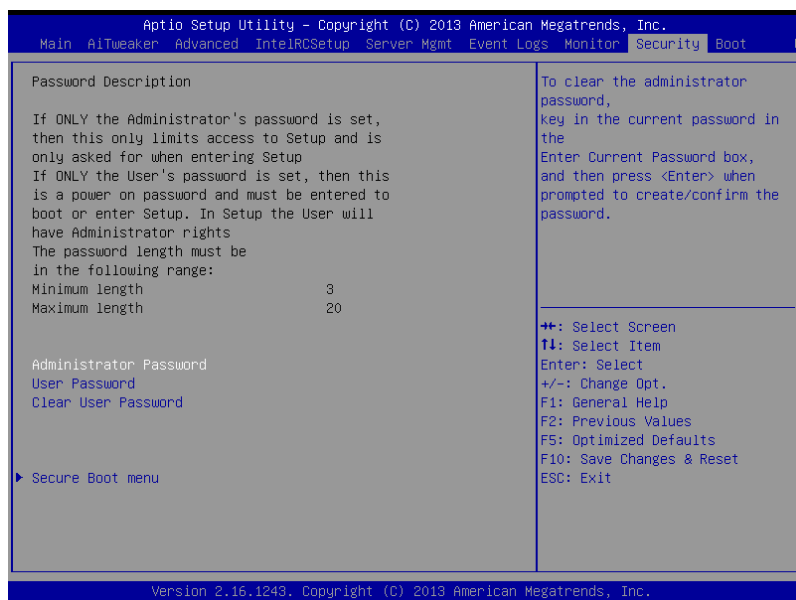 Aptio Setup Utility – Copyright (C) 2013 American Megatrends, Inc.
Main AiTweaker Advanced IntelRCSetup Server Mgmt Event Logs Monitor Security Boot
Password Description
If ONLY the Administrator's password is set,
then this only limits access to Setup and is
only asked for when entering Setup
If ONLY the User's password is set, then this
is a power on password and must be entered to
boot or enter Setup. In Setup the User will
have Administrator rights
The password length must be
in the following range:
Minimum length 3
Maximum length 20
Administrator Password
User Password
Clear User Password
Secure Boot menu
To clear the administrator
password,
key in the current password in
the
Enter Current Password box,
and then press <Enter> when
prompted to create/confirm the
password.
→←: Select Screen
↑↓: Select Item
Enter: Select
+/-: Change Opt.
F1: General Help
F2: Previous Values
F5: Optimized Defaults
F10: Save Changes & Reset
ESC: Exit
Version 2.16.1243. Copyright (C) 2013 American Megatrends, Inc.